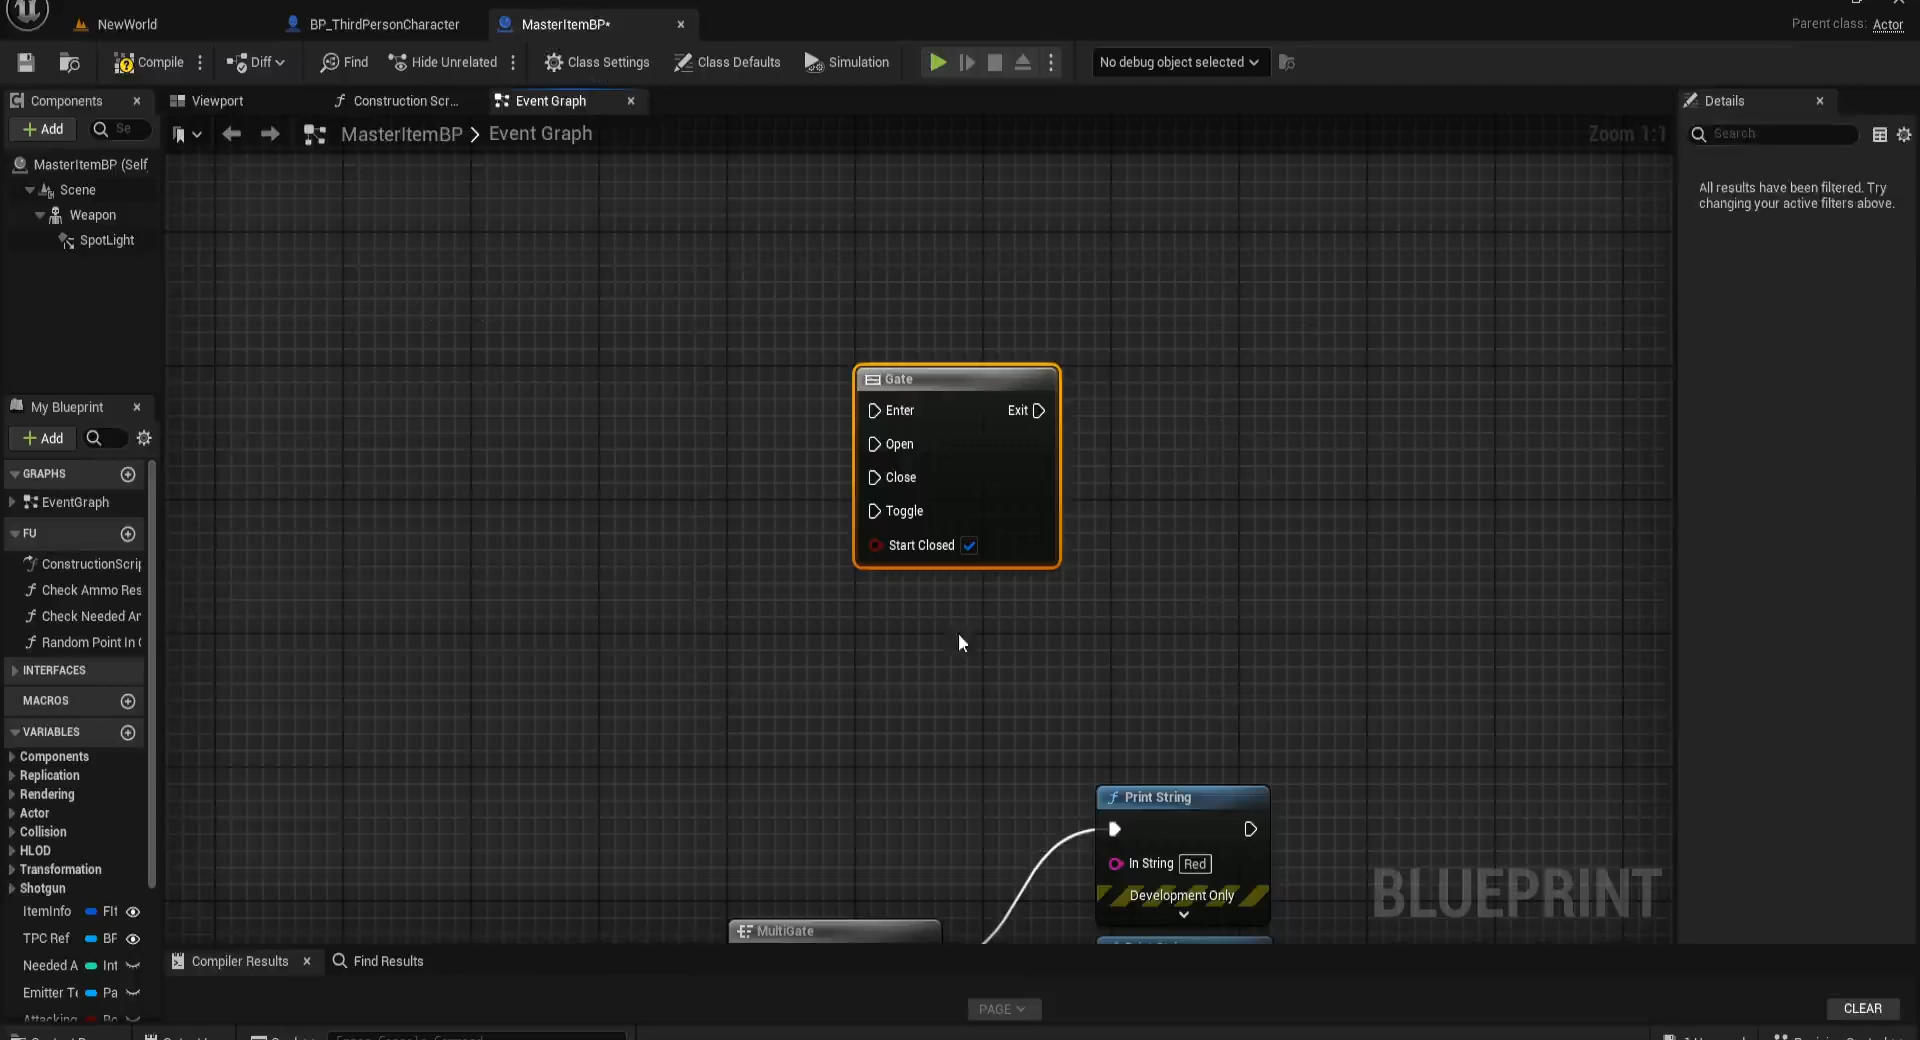 NewWorld
BP_ThirdPersonCharacter
MasterItemBP*
Parent class: Actor
Compile
Diff
Find
Hide Unrelated
Class Settings
Class Defaults
Simulation
No debug object selected
Components
Viewport
Construction Scr...
Event Graph
Details
Add
Se
MasterItemBP > Event Graph
Zoom 1:1
Search
MasterItemBP (Self
Scene
Weapon
SpotLight
All results have been filtered. Try
changing your active filters above.
Gate
Enter
Exit
Open
Close
Toggle
Start Closed
My Blueprint
Add
GRAPHS
EventGraph
FU
ConstructionScrip
Check Ammo Res
Check Needed Ar
Random Point In
INTERFACES
MACROS
VARIABLES
Components
Replication
Rendering
Actor
Collision
HLOD
Transformation
Shotgun
ItemInfo
TPC Ref BP
Needed A Int
Emitter Te Pa
Attacking Bo
Print String
In String Red
Development Only
MultiGate
BLUEPRINT
Compiler Results
Find Results
PAGE
CLEAR